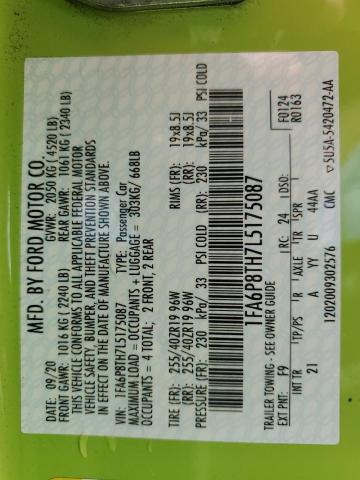 MFD. BY FORD MOTOR CO.
DATE: 09/20 GVWR: 2050 KG (4520 LB)
FRONT GAWR: 1016 KG (2240 LB) REAR GAWR: 1061 KG (2340 LB)
THIS VEHICLE CONFORMS TO ALL APPLICABLE FEDERAL MOTOR
VEHICLE SAFETY, BUMPER, AND THEFT PREVENTION STANDARDS
IN EFFECT ON THE DATE OF MANUFACTURE SHOWN ABOVE.
VIN: 1FA6P8TH7L5175087 TYPE: Passenger Car
MAXIMUM LOAD = OCCUPANTS + LUGGAGE = 303KG/ 668LB
OCCUPANTS = 4 TOTAL; 2 FRONT, 2 REAR
TIRE (FR): 255/40ZR19 96W RIMS (FR): 19x8.5J
(RR): 255/40ZR19 96W (RR): 19x8.5J
PRESSURE (FR): 230 kPa/ 33 PSI COLD (RR): 230 kPa/ 33 PSI COLD
1FA6P8TH7L5175087
F0124
R0163
TRAILER TOWING - SEE OWNER GUIDE
EXT PNT: F9 RC: 24 DSO:
INT TR TP/PS R AXLE TR SPR
21 A YY U 44AA
12020090302576 CMC ▽5U5A-5420472-AA